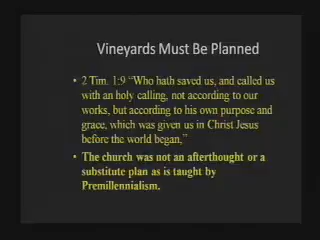 Vineyards Must Be Planned
• 2 Tim. 1:9 “Who hath saved us, and called us
with an holy calling, not according to our
works, but according to his own purpose and
grace, which was given us in Christ Jesus
before the world began,”
• The church was not an afterthought or a
substitute plan as is taught by
Premillennialism.